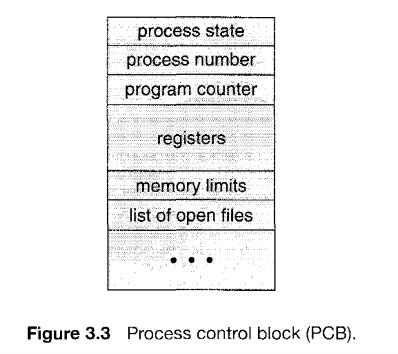 process state
process number
program counter
registers
memory limits
list of open files
• • •
Figure 3.3 Process control block (PCB).